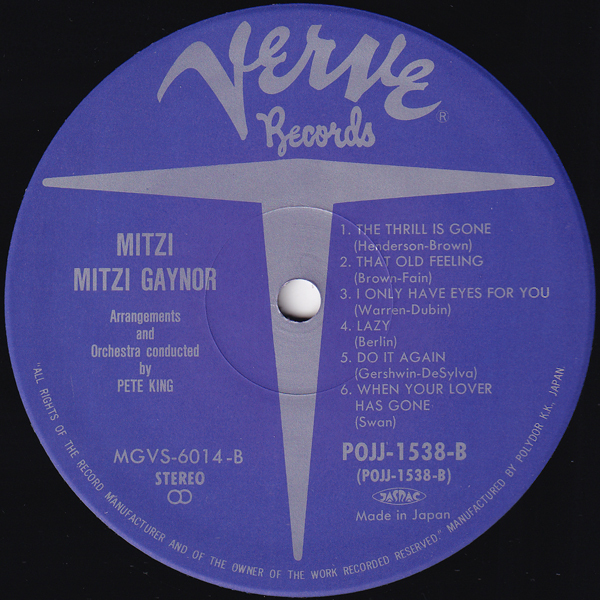 Verve
Records
®
MITZI
MITZI GAYNOR
Arrangements
and
Orchestra conducted
by
PETE KING
MGVS-6014-B
STEREO
1. THE THRILL IS GONE
(Henderson-Brown)
2. THAT OLD FEELING
(Brown-Fain)
3. I ONLY HAVE EYES FOR YOU
(Warren-Dubin)
4. LAZY
(Berlin)
5. DO IT AGAIN
(Gershwin-DeSylva)
6. WHEN YOUR LOVER
HAS GONE
(Swan)
POJJ-1538-B
(POJJ-1538-B)
JASRAC
Made in Japan
"ALL RIGHTS OF THE RECORD MANUFACTURER AND OF THE OWNER OF THE WORK RECORDED RESERVED." MANUFACTURED BY POLYDOR K.K., JAPAN.